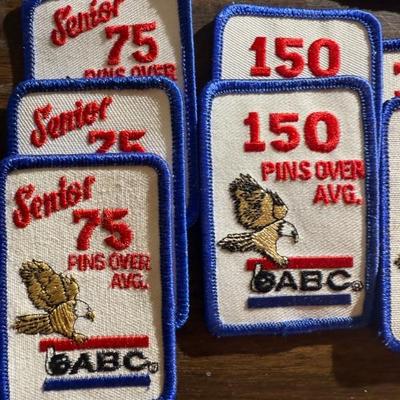 Senior
75
PINS OVER
Senior
75
Senior
75
PINS OVER
AVG.
ABC®
150
150
PINS OVER
AVG.
ABC®